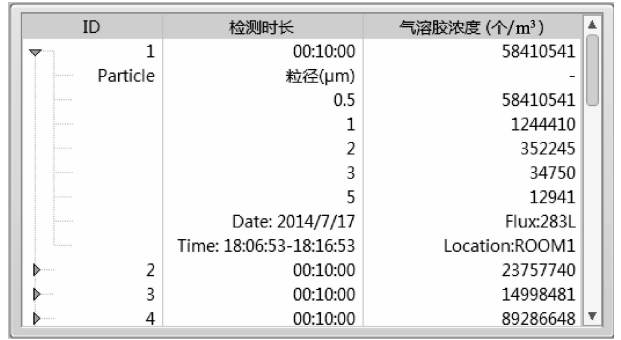 ID 检测时长 气溶胶浓度 (个/m³)
1 00:10:00 58410541
Particle 粒径(μm) -
0.5 58410541
1 1244410
2 352245
3 34750
5 12941
Date: 2014/7/17 Flux:283L
Time: 18:06:53-18:16:53 Location:ROOM1
2 00:10:00 23757740
3 00:10:00 14998481
4 00:10:00 89286648